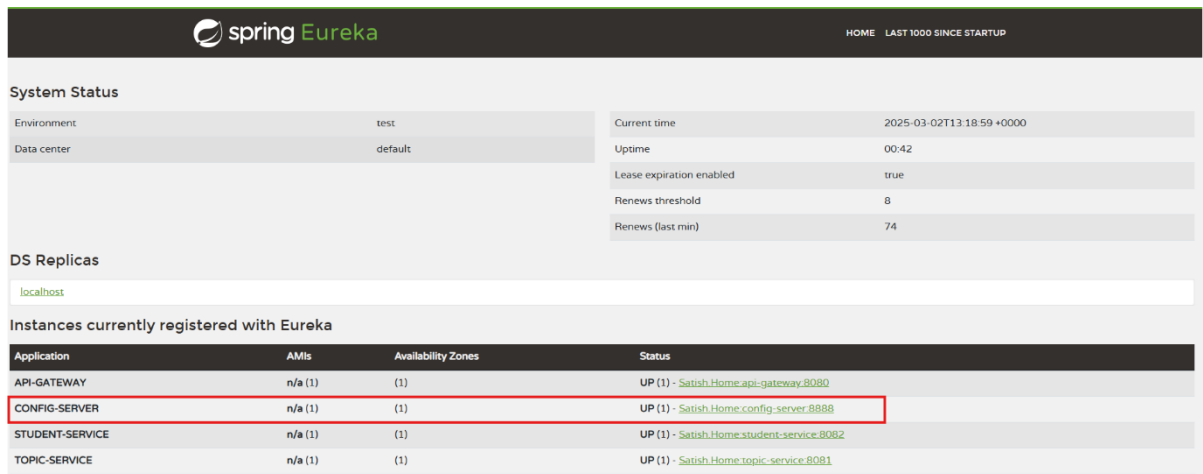 spring Eureka
HOME LAST 1000 SINCE STARTUP
System Status
Environment test
Data center default
Current time 2025-03-02T13:18:59 +0000
Uptime 00:42
Lease expiration enabled true
Renews threshold 8
Renews (last min) 74
DS Replicas
localhost
Instances currently registered with Eureka
Application AMIs Availability Zones Status
API-GATEWAY n/a (1) (1) UP (1) - Satish.Home:api-gateway:8080
CONFIG-SERVER n/a (1) (1) UP (1) - Satish.Home:config-server:8888
STUDENT-SERVICE n/a (1) (1) UP (1) - Satish.Home:student-service:8082
TOPIC-SERVICE n/a (1) (1) UP (1) - Satish.Home:topic-service:8081